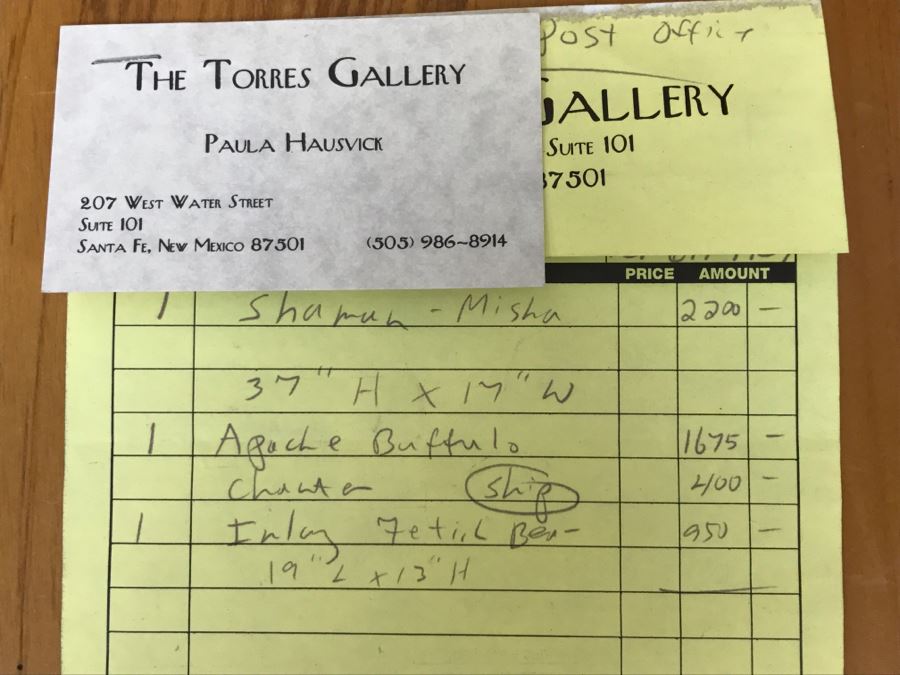 THE TORRES GALLERY
PAULA HAUSVICK
207 WEST WATER STREET
SUITE 101
SANTA FE, NEW MEXICO 87501 (505) 986-8914
Post Office
GALLERY
SUITE 101
87501
PRICE AMOUNT
1 Shaman - Misha 2200 —
37" H x 17" W
1 Apache Buffalo 1675 —
Chanter ship 400 —
1 Inlay Fetish Bear 950 —
19" L x 13" H